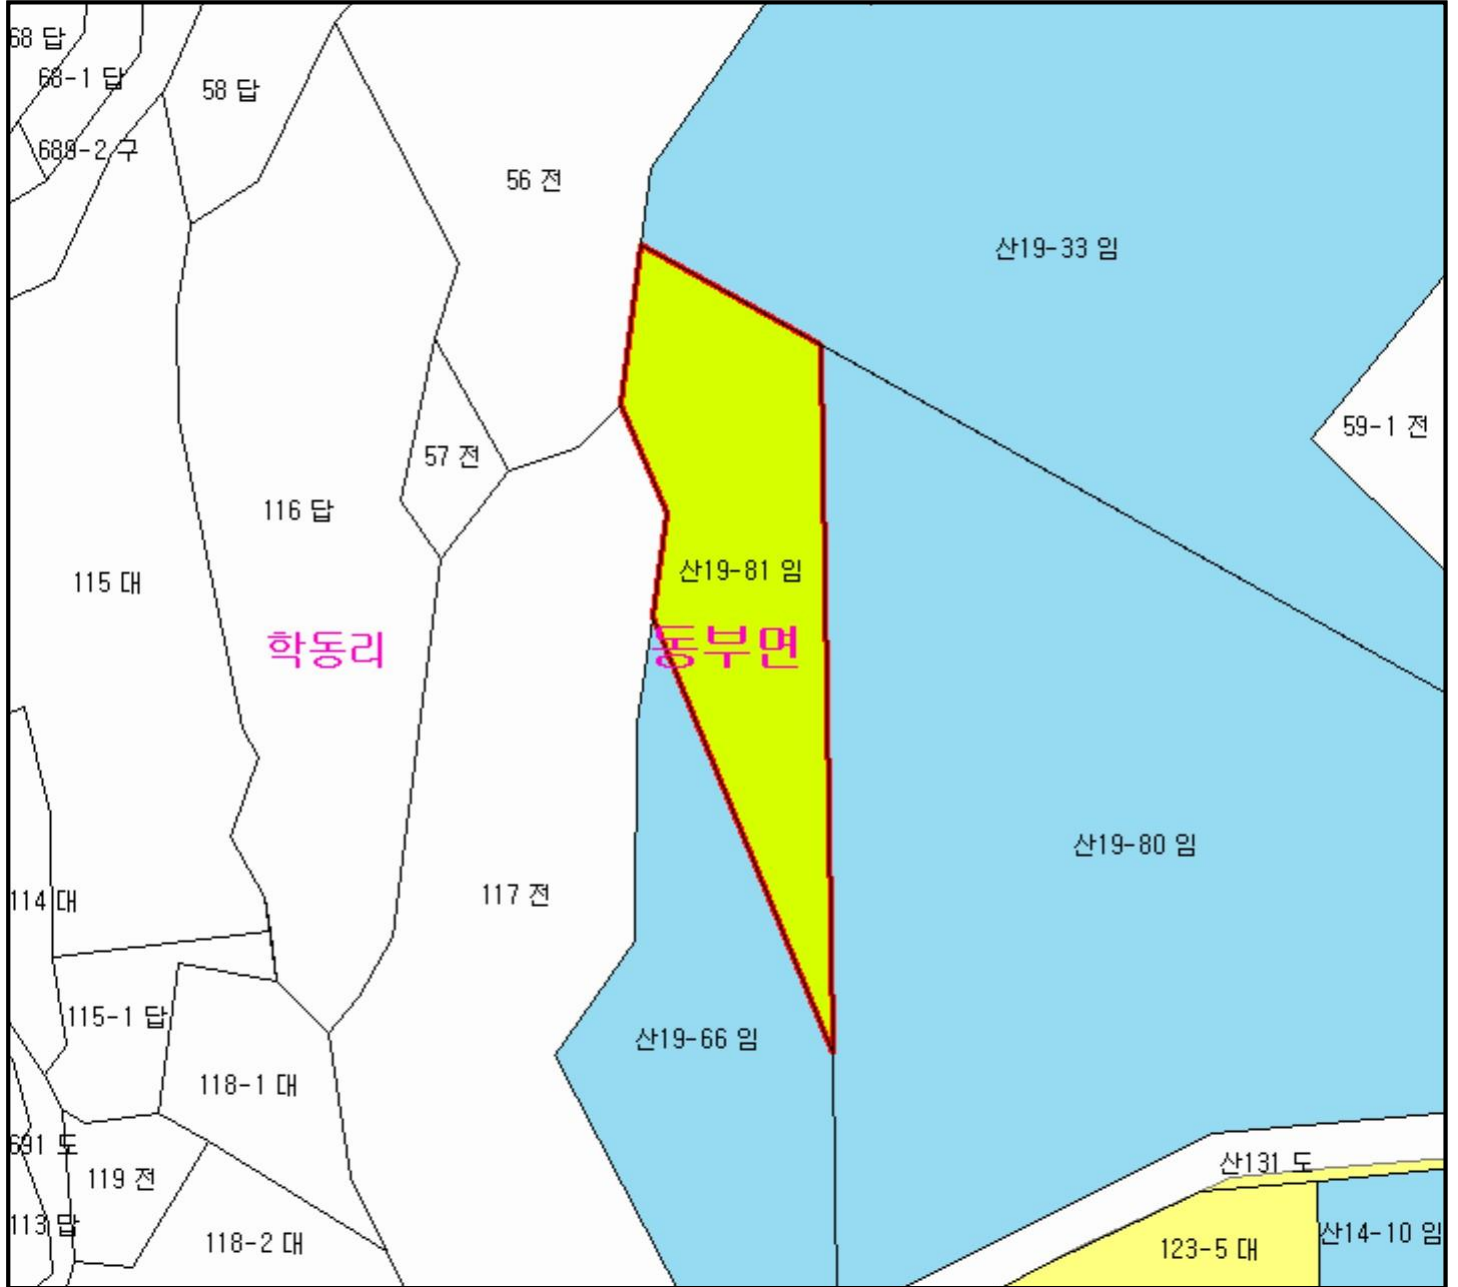 68 답
68-1 답
58 답
689-2 구
56 전
산19-33 임
59-1 전
57 전
116 답
115 대
산19-81 임
학동리
동부면
산19-80 임
114 대
117 전
115-1 답
산19-66 임
118-1 대
691 도
산131 도
119 전
113 답
118-2 대
123-5 대
산14-10 임